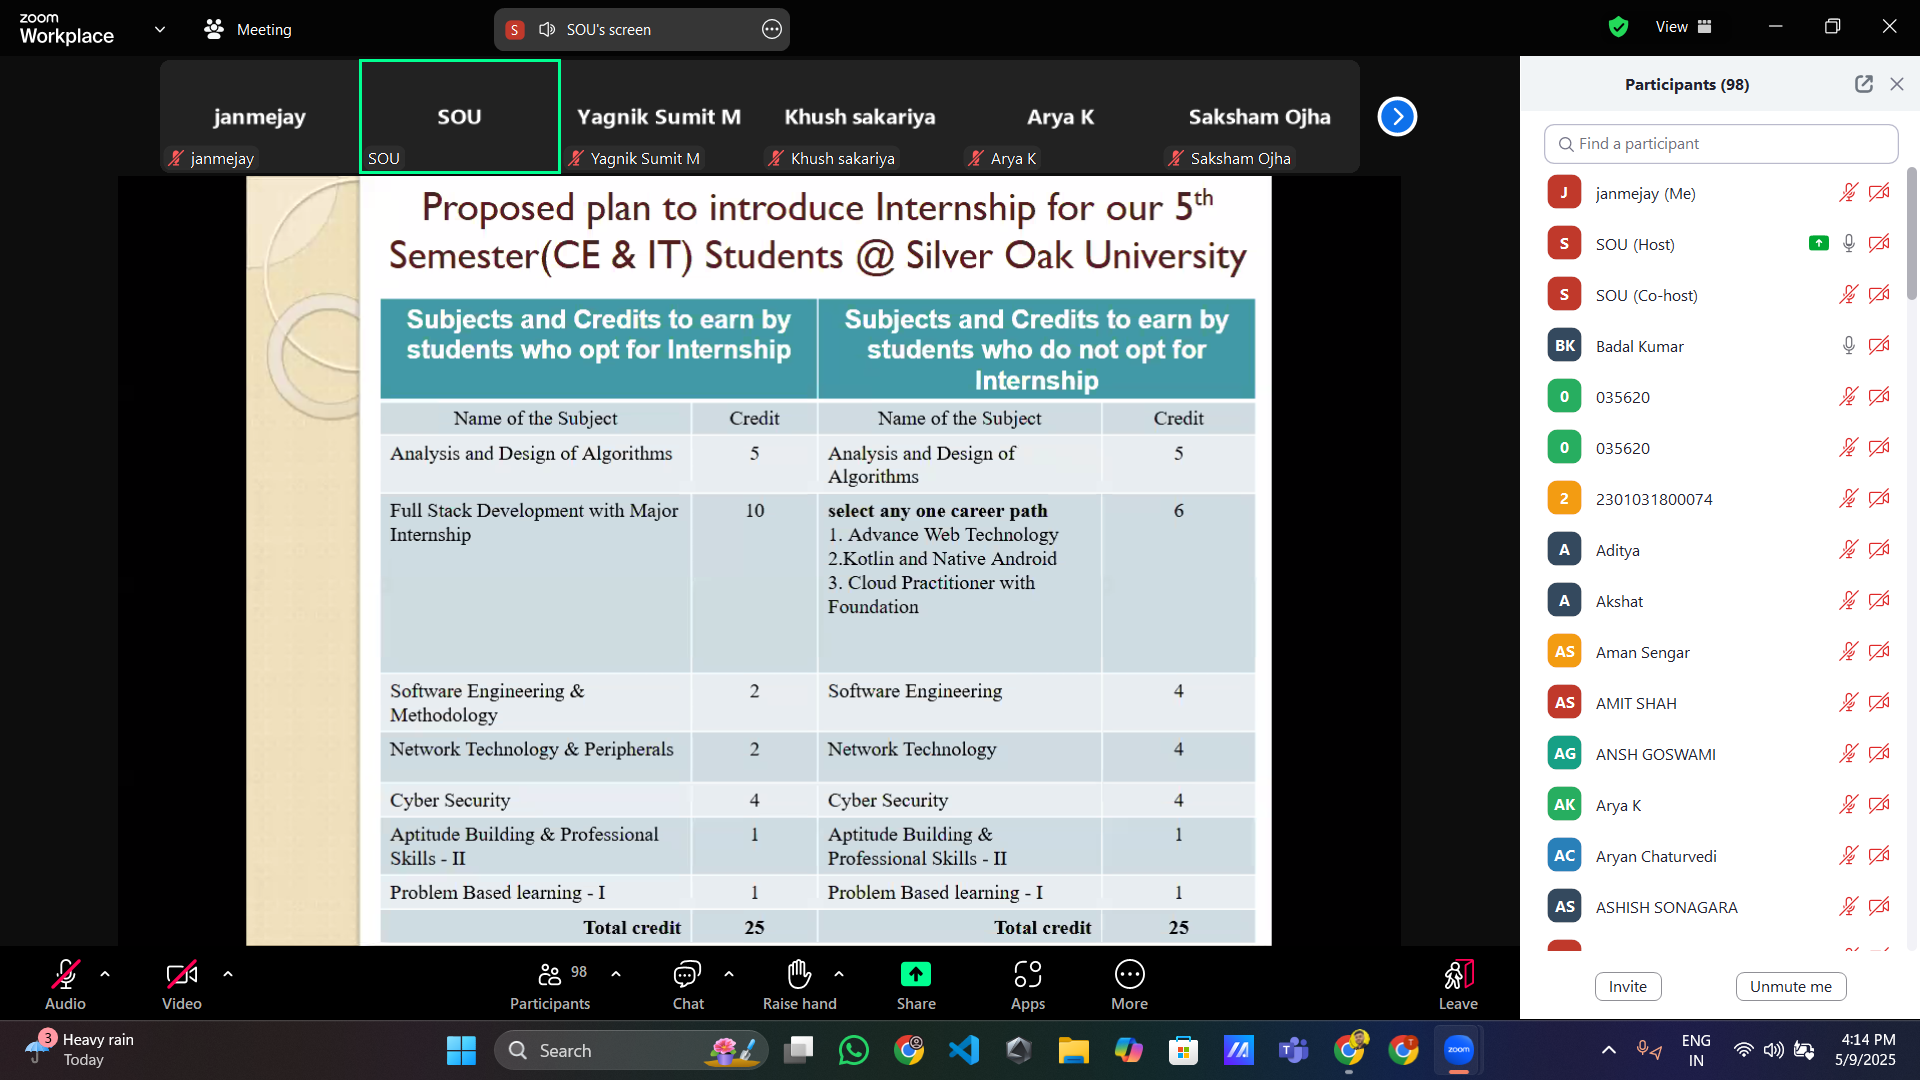 zoom
Workplace
Meeting
S SOU's screen
View
janmejay
SOU
Yagnik Sumit M
Khush sakariya
Arya K
Saksham Ojha
janmejay
SOU
Yagnik Sumit M
Khush sakariya
Arya K
Saksham Ojha
Proposed plan to introduce Internship for our 5th
Semester(CE & IT) Students @ Silver Oak University
Subjects and Credits to earn by
students who opt for Internship
Subjects and Credits to earn by
students who do not opt for
Internship
Name of the Subject Credit Name of the Subject Credit
Analysis and Design of Algorithms 5 Analysis and Design of
Algorithms 5
Full Stack Development with Major
Internship 10
select any one career path 6
1. Advance Web Technology
2.Kotlin and Native Android
3. Cloud Practitioner with
Foundation
Software Engineering &
Methodology 2 Software Engineering 4
Network Technology & Peripherals 2 Network Technology 4
Cyber Security 4 Cyber Security 4
Aptitude Building & Professional
Skills - II 1
Aptitude Building &
Professional Skills - II 1
Problem Based learning - I 1 Problem Based learning - I 1
Total credit 25 Total credit 25
Participants (98)
Find a participant
J janmejay (Me)
S SOU (Host)
S SOU (Co-host)
BK Badal Kumar
0 035620
0 035620
2 2301031800074
A Aditya
A Akshat
AS Aman Sengar
AS AMIT SHAH
AG ANSH GOSWAMI
AK Arya K
AC Aryan Chaturvedi
AS ASHISH SONAGARA
Invite
Unmute me
Audio
Video
98
Participants
Chat
Raise hand
Share
Apps
More
Leave
3
Heavy rain
Today
Search
T
zoom
ENG
IN
4:14 PM
5/9/2025